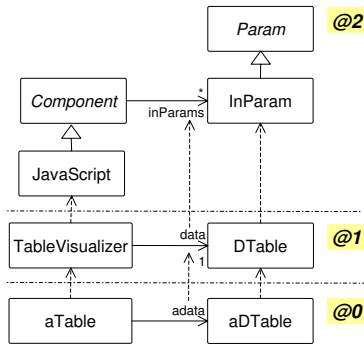 Param
@2
Component
*
InParam
inParams
JavaScript
TableVisualizer
data
DTable
@1
1
aTable
adata
aDTable
@0